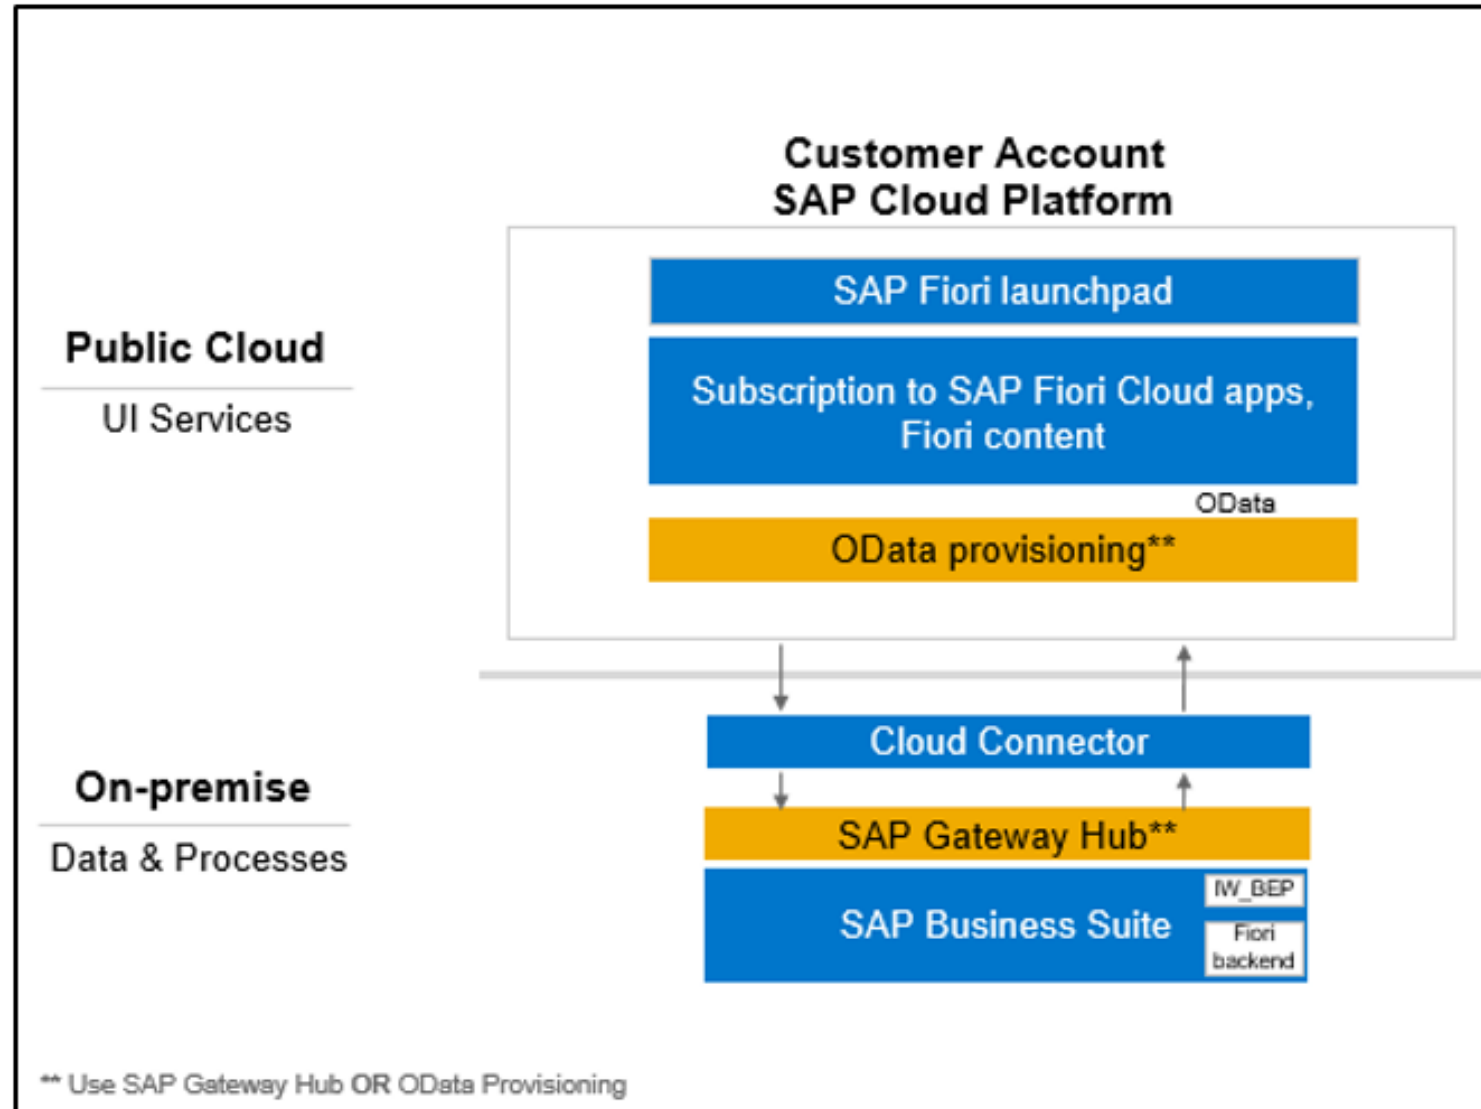 Customer Account
SAP Cloud Platform
SAP Fiori launchpad
Public Cloud
UI Services
Subscription to SAP Fiori Cloud apps,
Fiori content
OData
OData provisioning**
Cloud Connector
On-premise
Data & Processes
SAP Gateway Hub**
SAP Business Suite
IW_BEP
Fiori
backend
** Use SAP Gateway Hub OR OData Provisioning